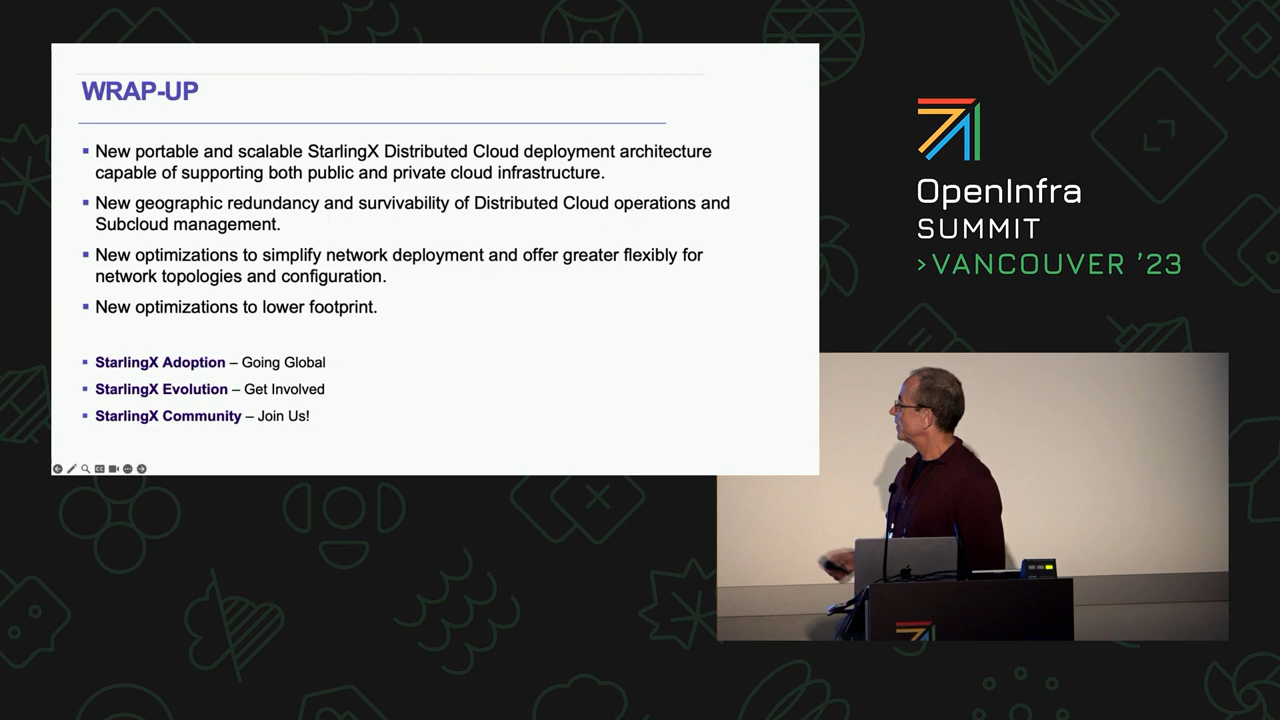 WRAP-UP
New portable and scalable StarlingX Distributed Cloud deployment architecture
capable of supporting both public and private cloud infrastructure.
New geographic redundancy and survivability of Distributed Cloud operations and
Subcloud management.
New optimizations to simplify network deployment and offer greater flexibly for
network topologies and configuration.
New optimizations to lower footprint.
StarlingX Adoption – Going Global
StarlingX Evolution – Get Involved
StarlingX Community – Join Us!
OpenInfra
SUMMIT
>VANCOUVER ’23